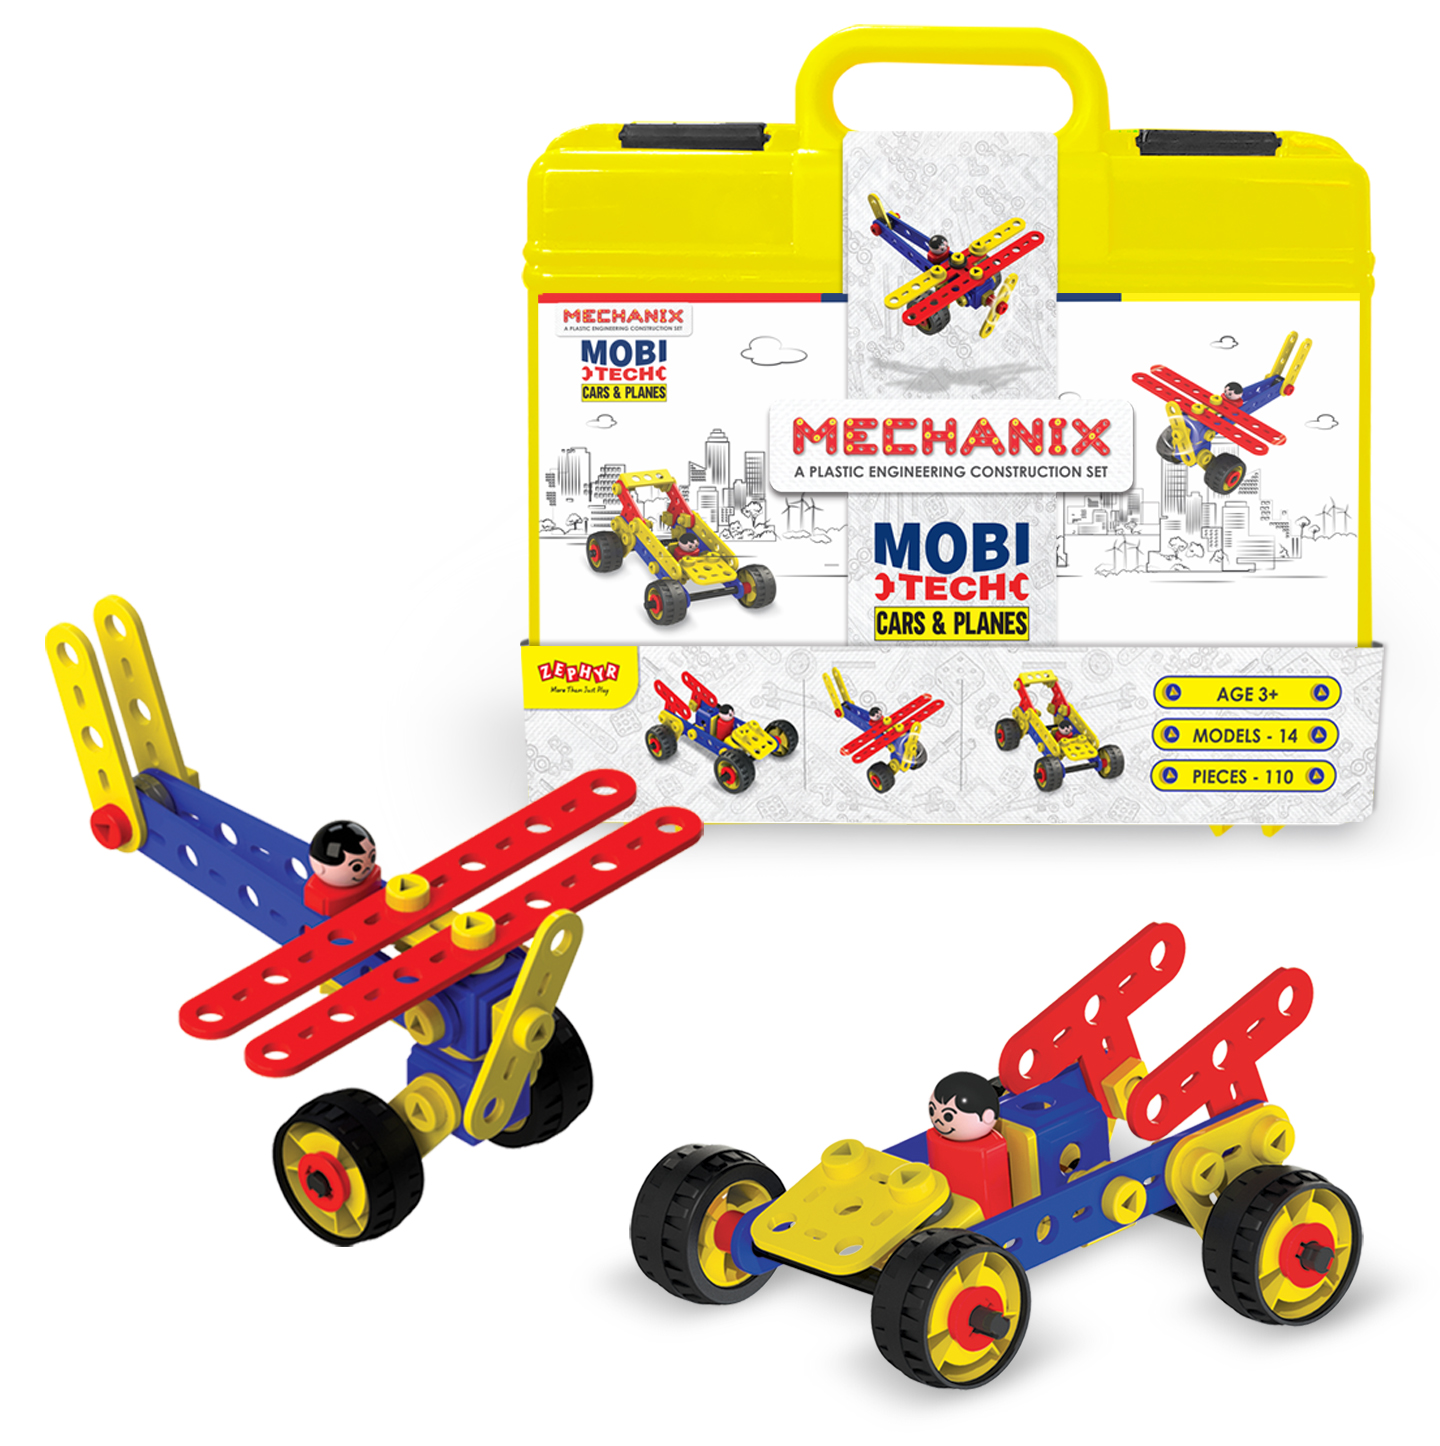 MECHANIX
A PLASTIC ENGINEERING CONSTRUCTION SET
MOBI
TECH
CARS & PLANES
MECHANIX
A PLASTIC ENGINEERING CONSTRUCTION SET
MOBI
TECH
CARS & PLANES
ZEPHYR
More Than Just Play
AGE 3+
MODELS - 14
PIECES - 110